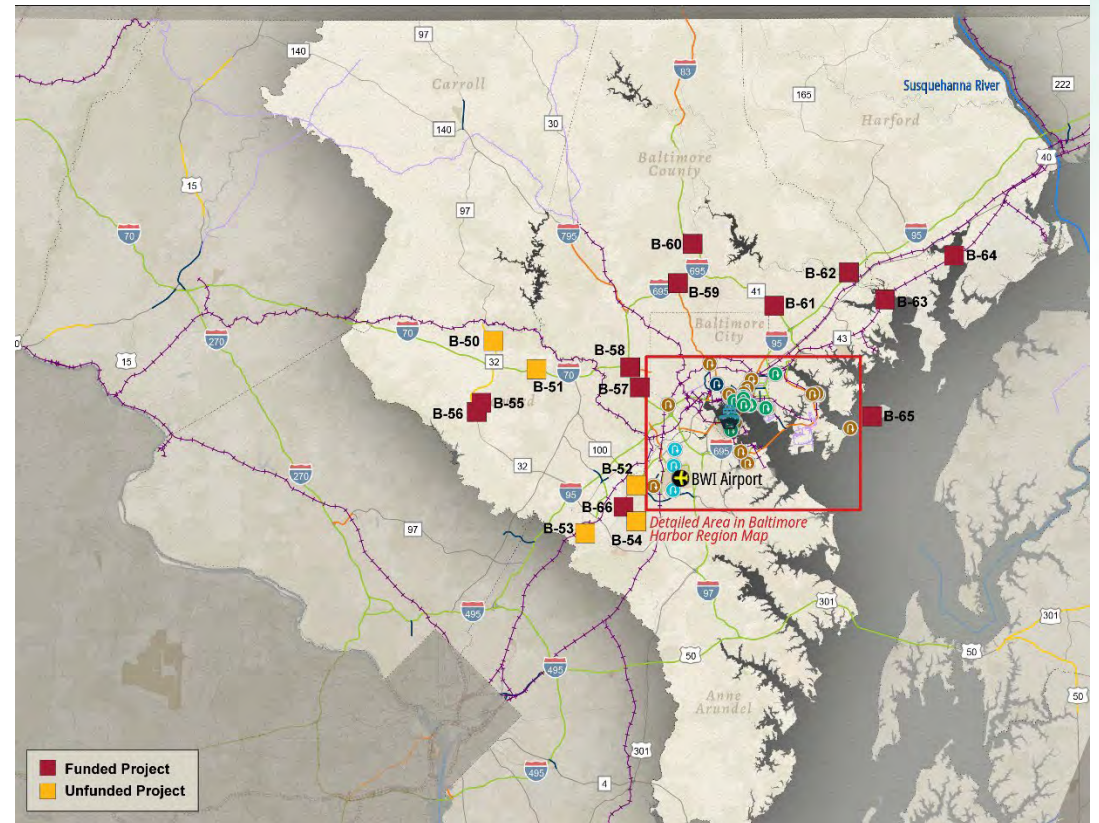 97
140
83
Carroll
Susquehanna River
222
165
Harford
140
30
Baltimore
County
40
15
97
70
795
95
B-60
B-62
B-64
695
B-59
695
41
B-61
B-63
270
70
B-50
Baltimore
City
43
95
15
32
B-58
B-51
70
B-57
B-55
B-56
B-65
100
695
32
B-52
BWI Airport
270
95
B-66
Detailed Area in Baltimore
Harbor Region Map
97
B-53
B-54
97
495
301
301
50
50
495
Anne
Arundel
50
301
495
4
Funded Project
Unfunded Project